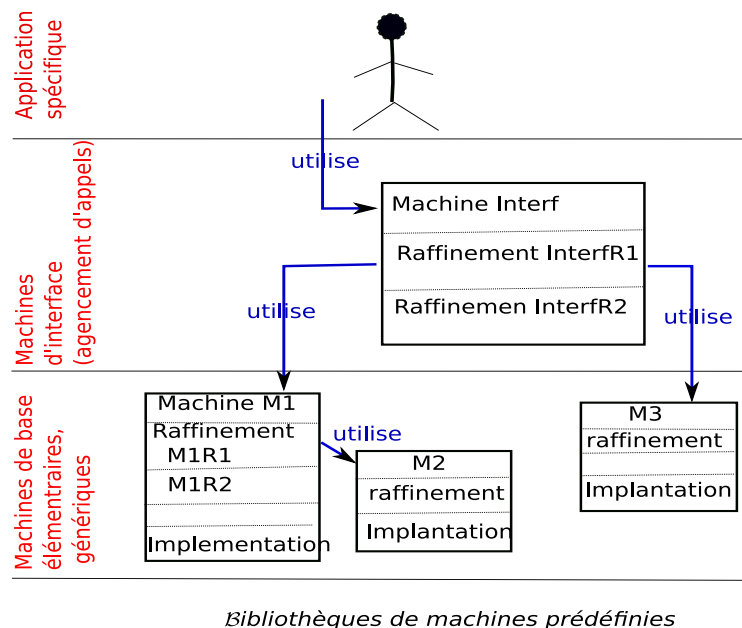 Application
spécifique
utilise
Machine Interf
Raffinement InterfR1
Raffinemen InterfR2
utilise
utilise
Machines
d'interface
(agencement d'appels)
Machine M1
Raffinement
M1R1
M1R2
Implementation
utilise
M2
raffinement
Implantation
M3
raffinement
Implantation
Machines de base
élémentraires,
génériques
Bibliothèques de machines prédéfinies